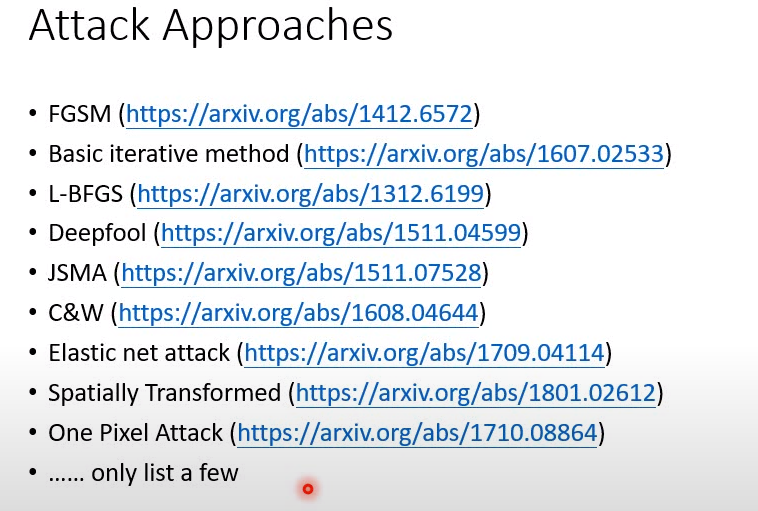 Attack Approaches
• FGSM (https://arxiv.org/abs/1412.6572)
• Basic iterative method (https://arxiv.org/abs/1607.02533)
• L-BFGS (https://arxiv.org/abs/1312.6199)
• Deepfool (https://arxiv.org/abs/1511.04599)
• JSMA (https://arxiv.org/abs/1511.07528)
• C&W (https://arxiv.org/abs/1608.04644)
• Elastic net attack (https://arxiv.org/abs/1709.04114)
• Spatially Transformed (https://arxiv.org/abs/1801.02612)
• One Pixel Attack (https://arxiv.org/abs/1710.08864)
• …… only list a few